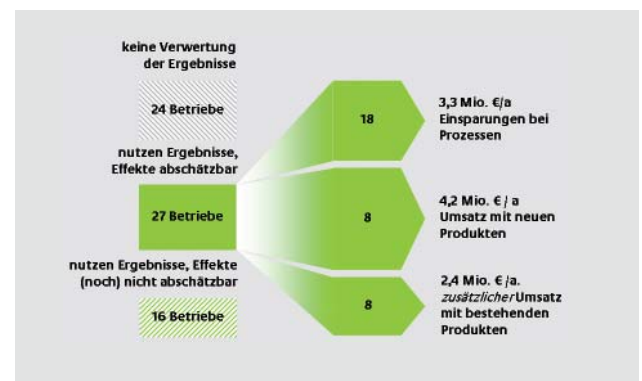 keine Verwertung
der Ergebnisse
24 Betriebe
nutzen Ergebnisse,
Effekte abschätzbar
27 Betriebe
nutzen Ergebnisse, Effekte
(noch) nicht abschätzbar
16 Betriebe
18
3,3 Mio. €/a
Einsparungen bei
Prozessen
8
4,2 Mio. € / a
Umsatz mit neuen
Produkten
8
2,4 Mio. € /a.
zusätzlicher Umsatz
mit bestehenden
Produkten